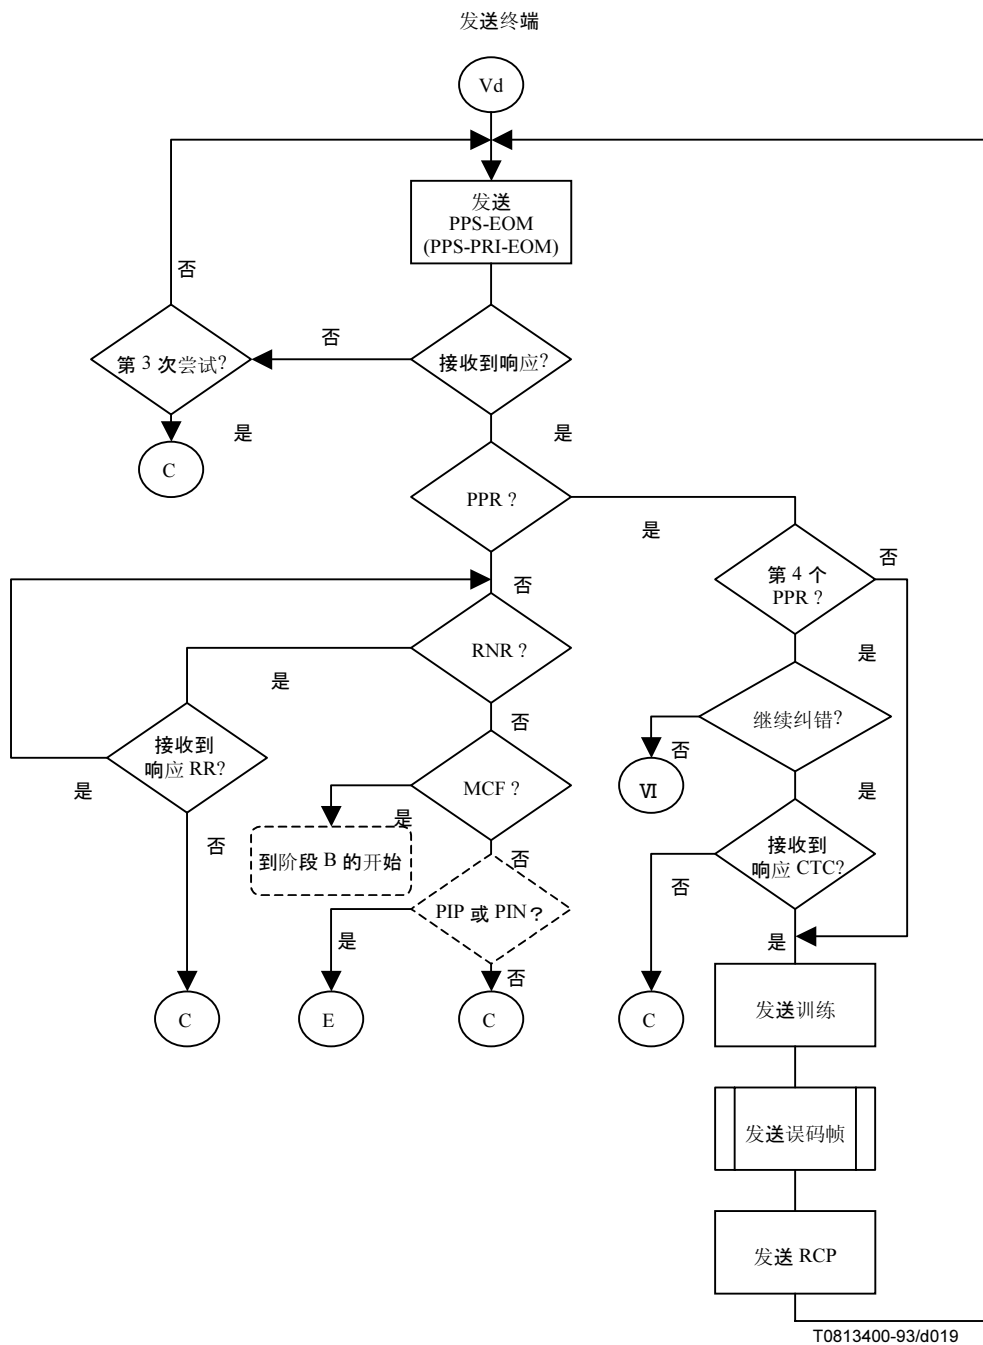 发送终端
Vd
发送
PPS-EOM
(PPS-PRI-EOM)
否
第 3 次尝试?
否
接收到响应?
是
是
C
PPR ?
是
否
第 4 个
PPR ?
否
RNR ?
是
是
否
继续纠错?
接收到
响应 RR?
是
否
MCF ?
否
VI
是
是
到阶段 B 的开始
否
否
接收到
响应 CTC?
否
PIP 或 PIN ?
是
否
是
C
E
C
C
发送训练
发送误码帧
发送 RCP
T0813400-93/d019